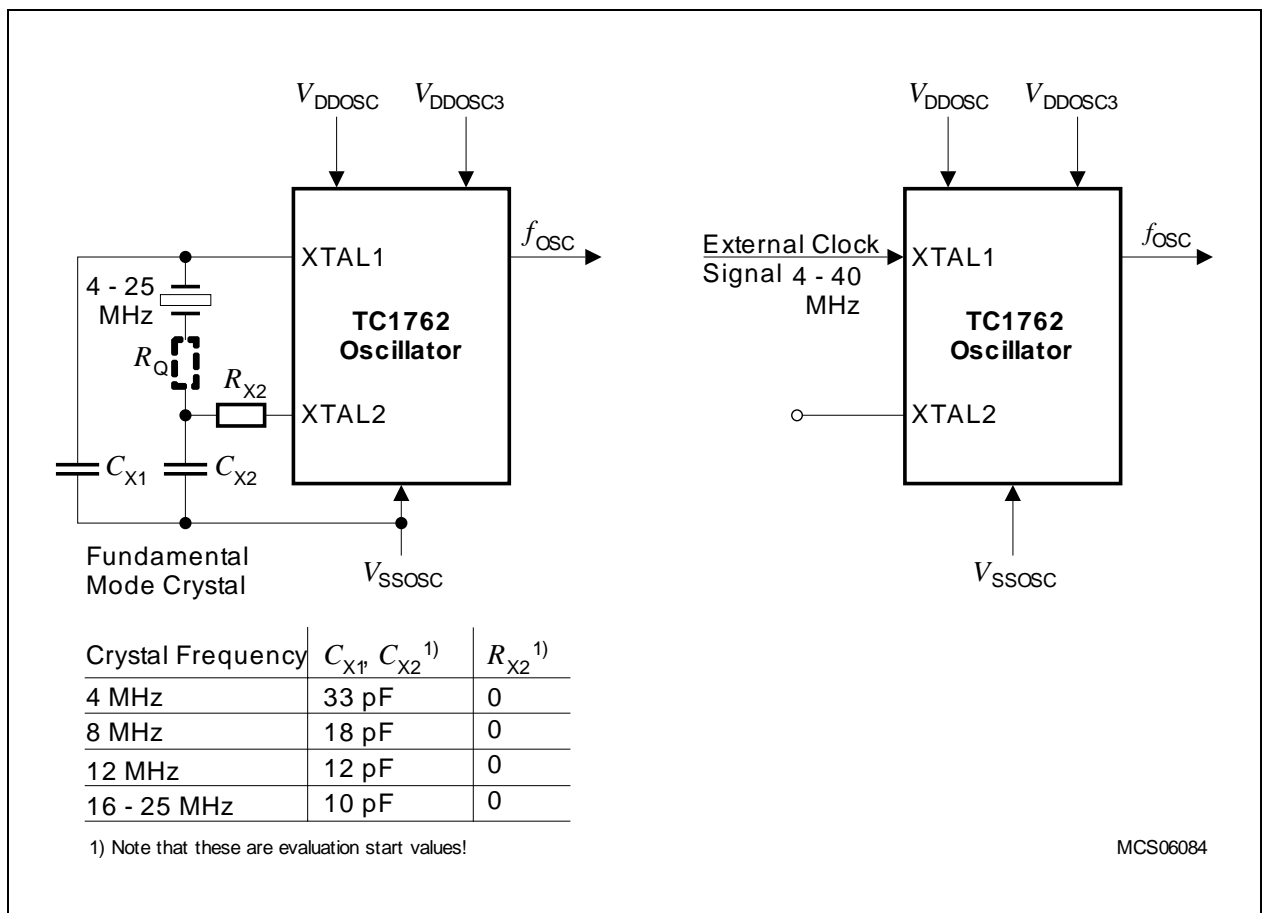 VDDOSC VDDOSC3
XTAL1
fOSC
4 - 25
MHz
TC1762
Oscillator
RQ
RX2
XTAL2
CX1
CX2
Fundamental
Mode Crystal
VSSOSC
VDDOSC VDDOSC3
External Clock
Signal 4 - 40
MHz
XTAL1
fOSC
TC1762
Oscillator
XTAL2
VSSOSC
Crystal Frequency CX1, CX2 1) RX2 1)
4 MHz 33 pF 0
8 MHz 18 pF 0
12 MHz 12 pF 0
16 - 25 MHz 10 pF 0
1) Note that these are evaluation start values!
MCS06084